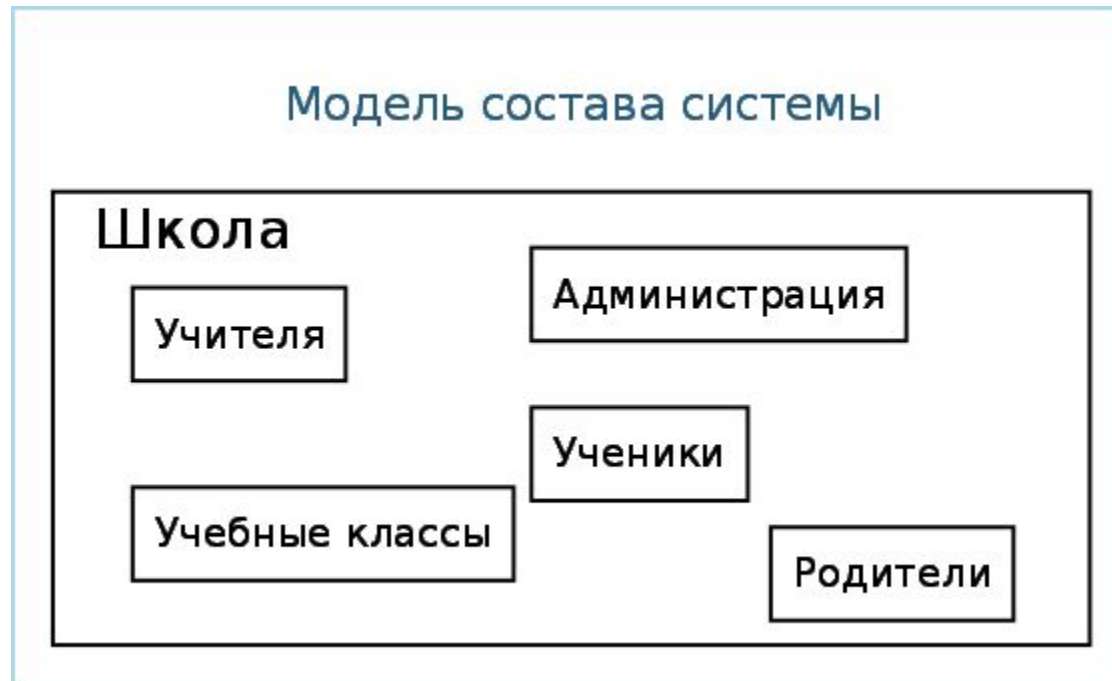 Модель состава системы
Школа
Администрация
Учителя
Ученики
Учебные классы
Родители